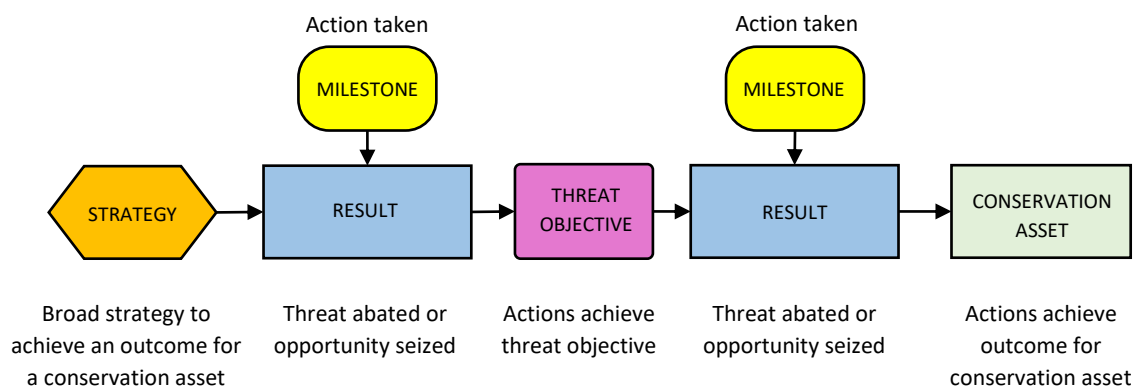 Action taken
Action taken
MILESTONE
MILESTONE
STRATEGY
RESULT
THREAT
OBJECTIVE
RESULT
CONSERVATION
ASSET
Broad strategy to
achieve an outcome for
a conservation asset
Threat abated or
opportunity seized
Actions achieve
threat objective
Threat abated or
opportunity seized
Actions achieve
outcome for
conservation asset